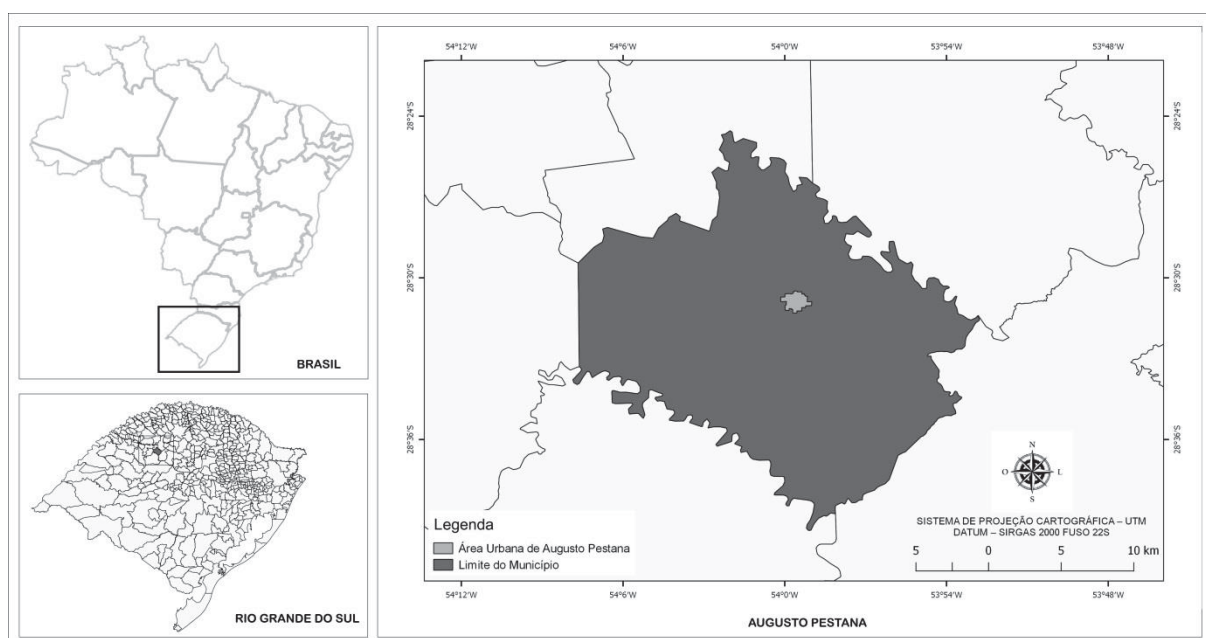 BRASIL
RIO GRANDE DO SUL
54°12'W 54°6'W 54°0'W 53°54'W 53°48'W
28°24'S 28°24'S
28°30'S 28°30'S
28°36'S 28°36'S
N
O L
S
Legenda
Área Urbana de Augusto Pestana
Limite do Município
SISTEMA DE PROJEÇÃO CARTOGRÁFICA – UTM
DATUM – SIRGAS 2000 FUSO 22S
5 0 5 10 km
54°12'W 54°6'W 54°0'W 53°54'W 53°48'W
AUGUSTO PESTANA